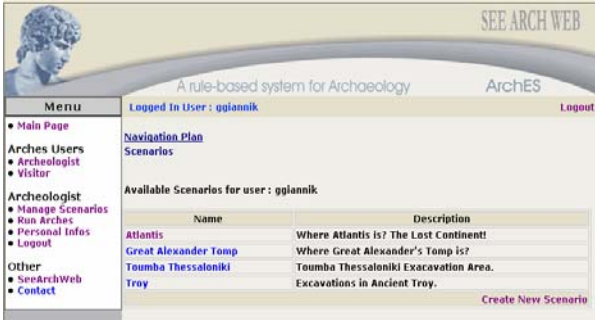 SEE ARCH WEB
A rule-based system for Archaeology ArchES
Menu
• Main Page
Arches Users
• Archeologist
• Visitor
Archeologist
• Manage Scenarios
• Run Arches
• Personal Infos
• Logout
Other
• SeeArchWeb
• Contact
Logged In User : ggiannik Logout
Navigation Plan
Scenarios
Available Scenarios for user : ggiannik
Name Description
Atlantis Where Atlantis is? The Lost Continent!
Great Alexander Tomp Where Great Alexander's Tomp is?
Toumba Thessaloniki Toumba Thessaloniki Exacavation Area.
Troy Excavations in Ancient Troy.
Create New Scenario